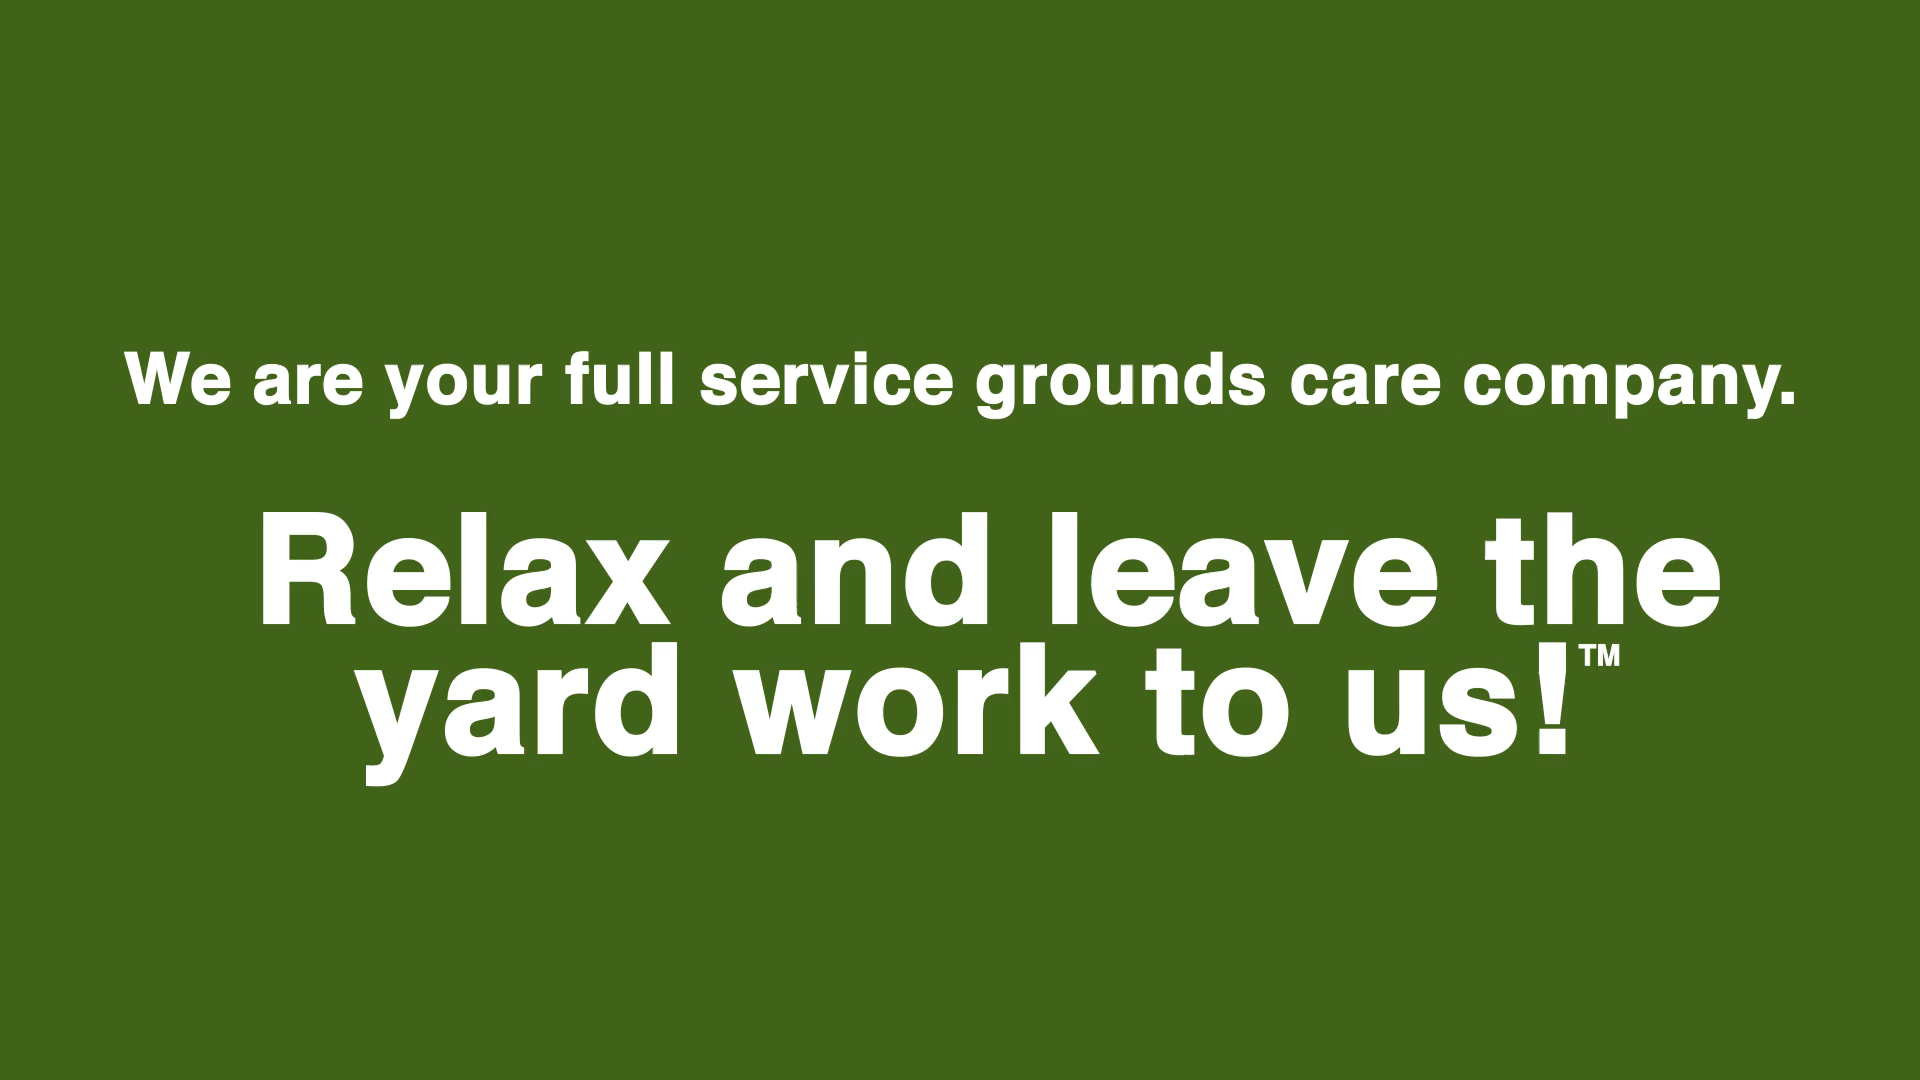 We are your full service grounds care company.
Relax and leave the
yard work to us!™